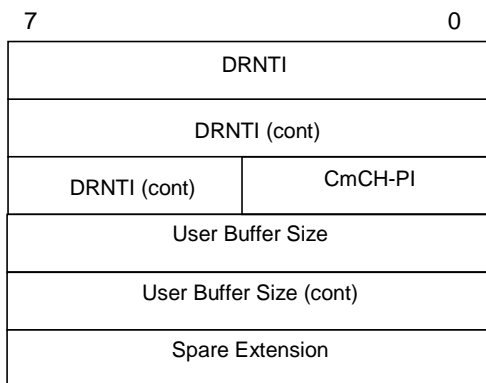 7 0
DRNTI
DRNTI (cont)
DRNTI (cont) CmCH-PI
User Buffer Size
User Buffer Size (cont)
Spare Extension